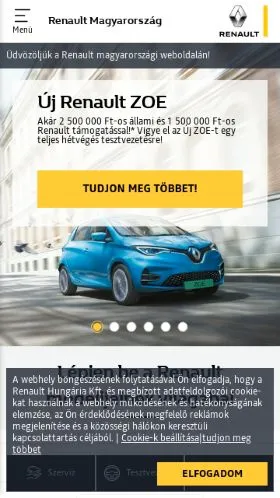 Menü
Renault Magyarország
RENAULT
Üdvözöljük a Renault magyarországi weboldalán!
Új Renault ZOE
Akár 2 500 000 Ft-os állami és 1 500 000 Ft-os
Renault támogatással!* Vigye el az Új ZOE-t egy
teljes hétvégés tesztvezetésre!
TUDJON MEG TÖBBET!
ZOE
Lépjen be a Renault
A webhely böngészésének folytatásával Ön elfogadja, hogy a
Renault Hungária Kft. és megbízott adatfeldolgozói cookie-
kat használnak a webhely működésének és hatékonyságának
elemzése, az Ön érdeklődésének megfelelő reklámok
megjelenítése és a közösségi hálókon keresztüli
kapcsolattartás céljából. | Cookie-k beállítása|tudjon meg
többet
Szerviz
ELFOGADOM